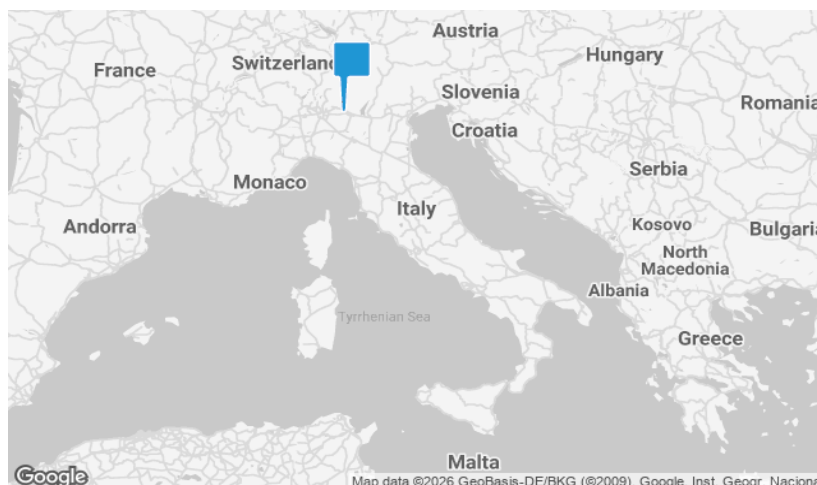 Austria
Hungary
France
Switzerland
Slovenia
Romania
Croatia
Serbia
Monaco
Italy
Andorra
Kosovo
Bulgaria
North
Macedonia
Albania
Tyrrhenian Sea
Greece
Malta
Google
Map data ©2026 GeoBasis-DE/BKG (©2009), Google, Inst. Geogr. Naciona